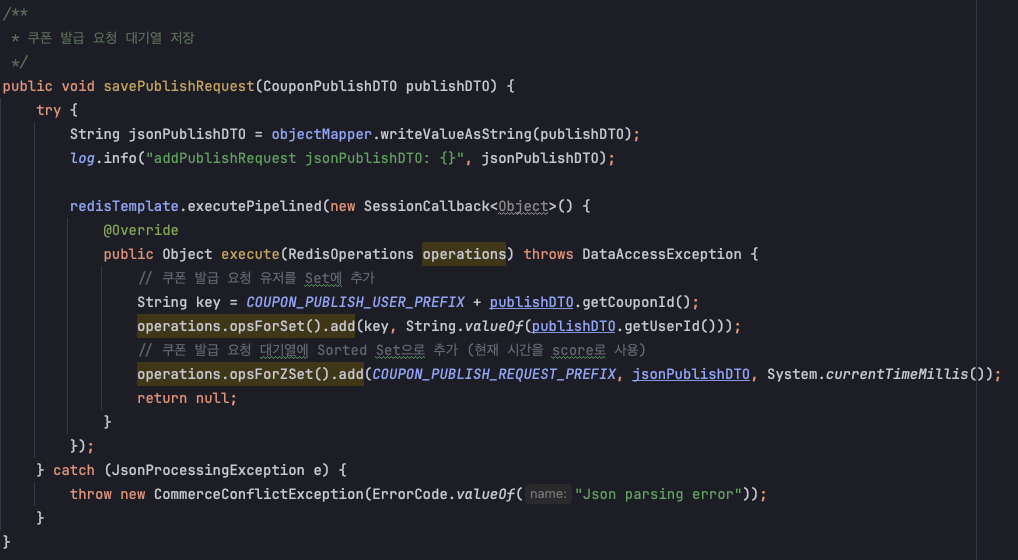 /**
 * 쿠폰 발급 요청 대기열 저장
 */
public void savePublishRequest(CouponPublishDTO publishDTO) {
    try {
        String jsonPublishDTO = objectMapper.writeValueAsString(publishDTO);
        log.info("addPublishRequest jsonPublishDTO: {}", jsonPublishDTO);

        redisTemplate.executePipelined(new SessionCallback<Object>() {
            @Override
            public Object execute(RedisOperations operations) throws DataAccessException {
                // 쿠폰 발급 요청 유저를 Set에 추가
                String key = COUPON_PUBLISH_USER_PREFIX + publishDTO.getCouponId();
                operations.opsForSet().add(key, String.valueOf(publishDTO.getUserId()));
                // 쿠폰 발급 요청 대기열에 Sorted Set으로 추가 (현재 시간을 score로 사용)
                operations.opsForZSet().add(COUPON_PUBLISH_REQUEST_PREFIX, jsonPublishDTO, System.currentTimeMillis());
                return null;
            }
        });
    } catch (JsonProcessingException e) {
        throw new CommerceConflictException(ErrorCode.valueOf( name: "Json parsing error"));
    }
}